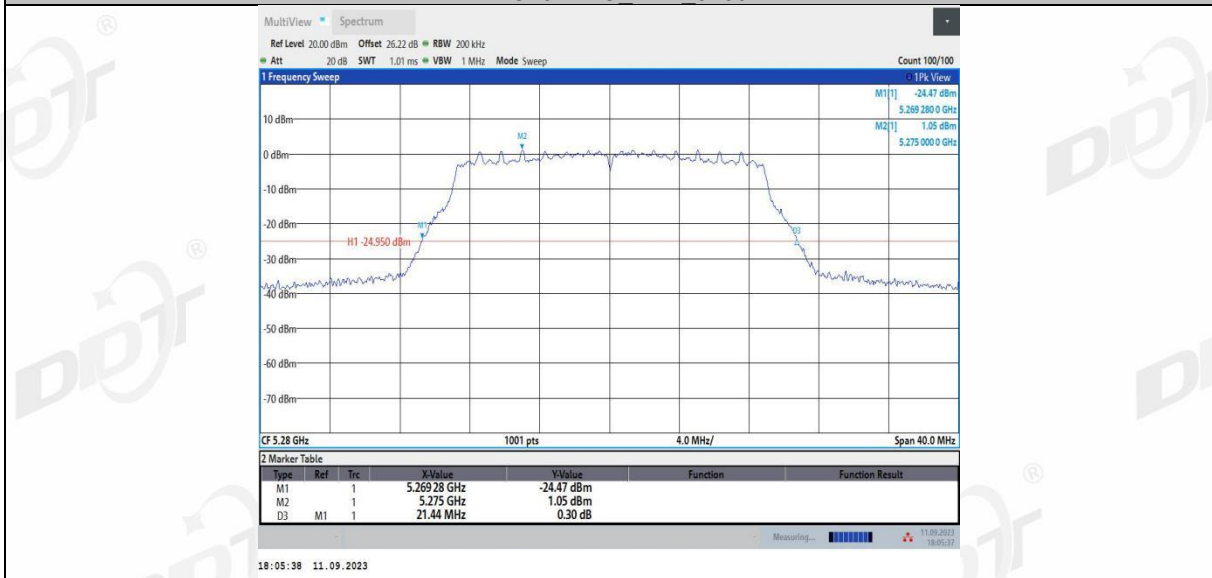 MultiView Spectrum
Ref Level 20.00 dBm Offset 26.22 dB RBW 200 kHz
Att 20 dB SWT 1.01 ms VBW 1 MHz Mode Sweep Count 100/100
1 Frequency Sweep 1Pk View
M1[1] -24.47 dBm
5.269 280 0 GHz
10 dBm
M2[1] 1.05 dBm
5.275 000 0 GHz
M2
0 dBm
-10 dBm
-20 dBm
M1
D3
H1 -24.950 dBm
-30 dBm
-40 dBm
-50 dBm
-60 dBm
-70 dBm
CF 5.28 GHz 1001 pts 4.0 MHz/ Span 40.0 MHz
2 Marker Table
Type Ref Trc X-Value Y-Value Function Function Result
M1 1 5.269 28 GHz -24.47 dBm
M2 1 5.275 GHz 1.05 dBm
D3 M1 1 21.44 MHz 0.30 dB
Measuring... 11.09.2023
18:05:37
18:05:38 11.09.2023
DDT ®
DDT
DDT ®
DDT
DDT
DDT ®